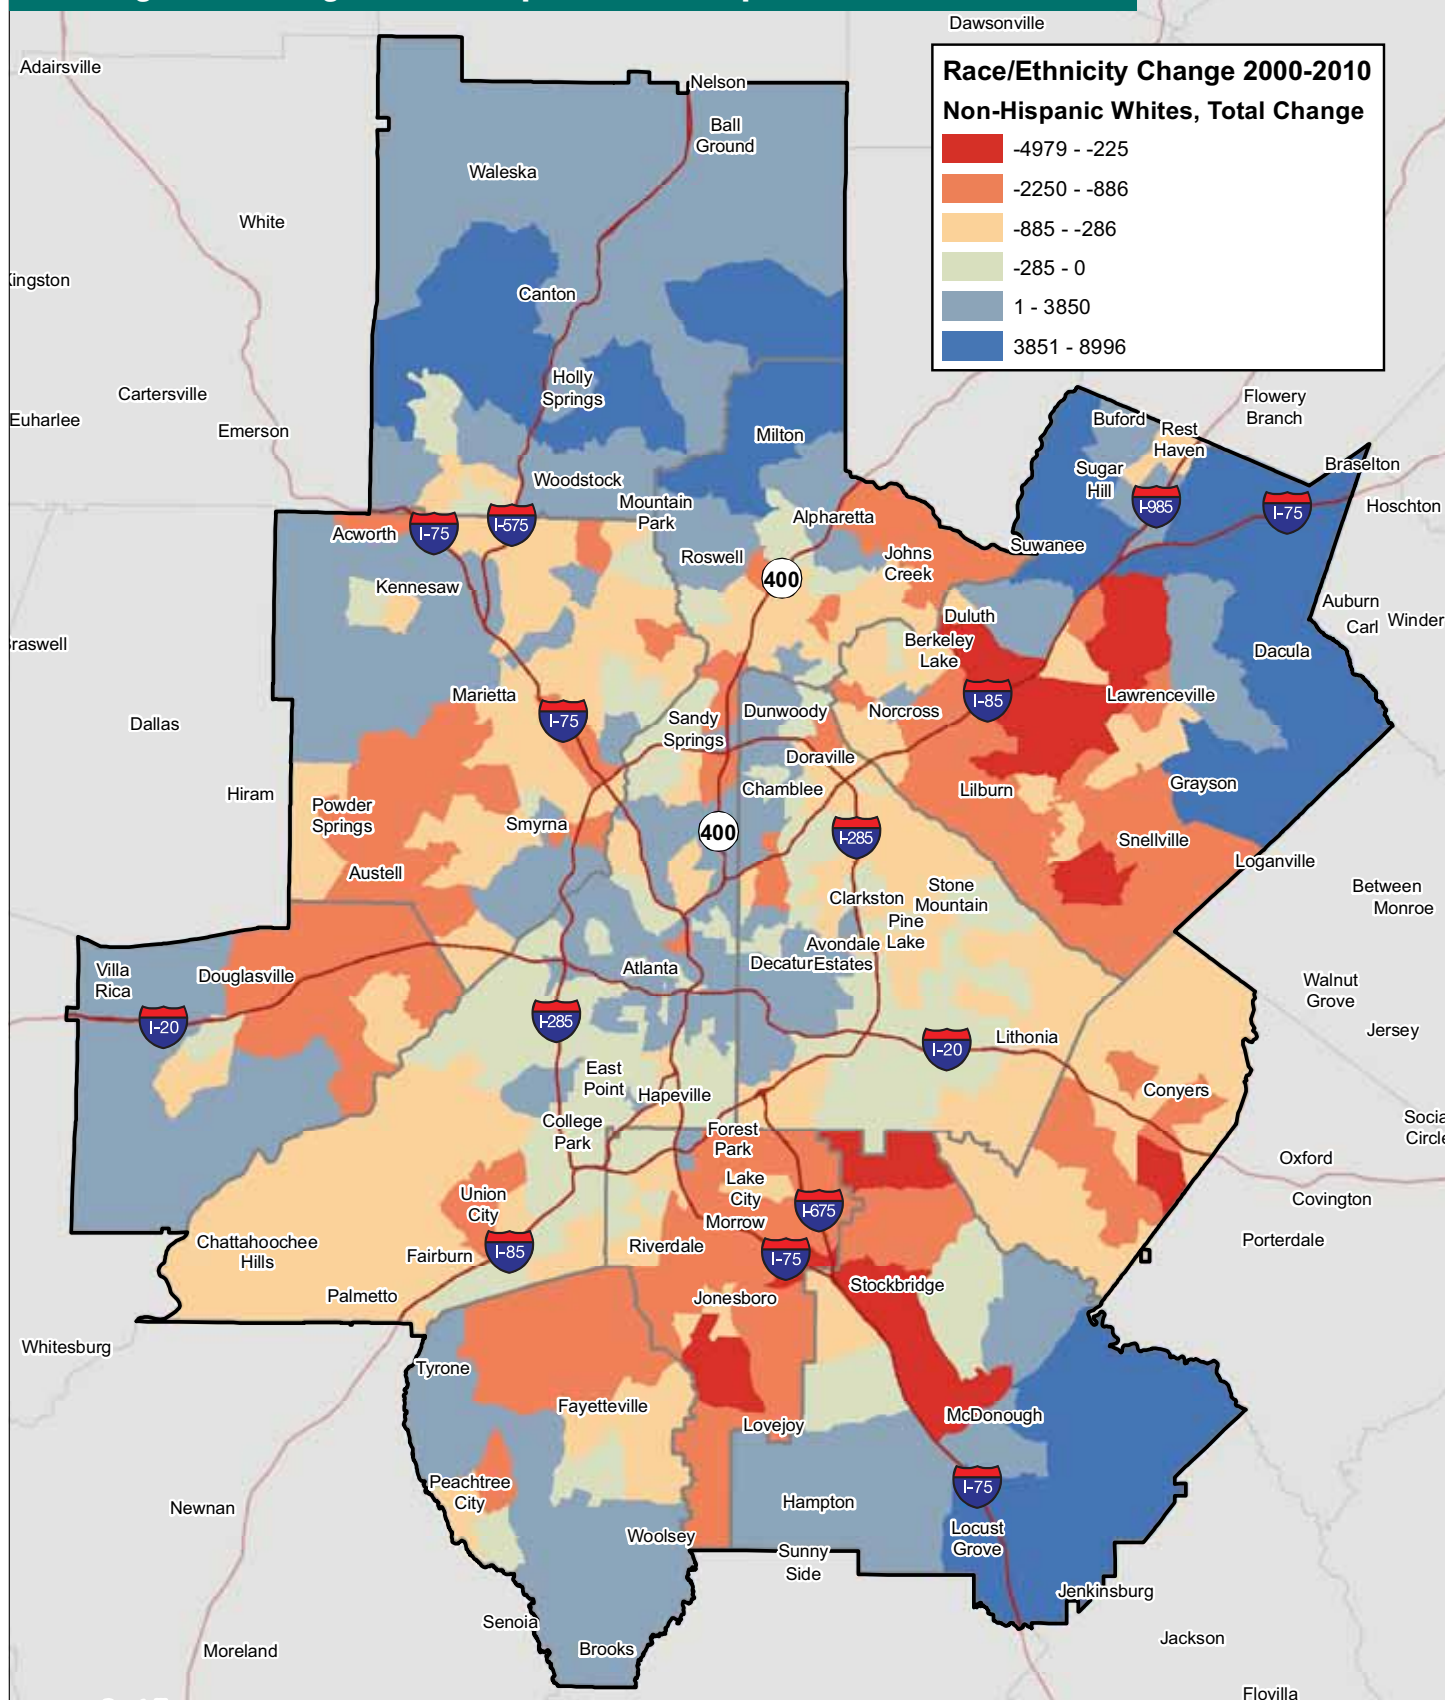 Dawsonville
Adairsville
Race/Ethnicity Change 2000-2010
Non-Hispanic Whites, Total Change
-4979 - -225
-2250 - -886
-885 - -286
-285 - 0
1 - 3850
3851 - 8996
Nelson
Ball
Ground
Waleska
White
Kingston
Canton
Holly
Springs
Cartersville
Euharlee
Emerson
Milton
Flowery
Branch
Buford
Rest
Haven
Sugar
Hill
Braselton
Hoschton
I-985
I-75
Woodstock
Mountain
Park
Alpharetta
Acworth
I-75
I-575
Roswell
400
Johns
Creek
Suwanee
Kennesaw
Duluth
Berkeley
Lake
Auburn
Carl
Winder
Braswell
Dacula
Marietta
I-75
Sandy
Springs
Dunwoody
Norcross
I-85
Lawrenceville
Dallas
Doraville
Chamblee
Lilburn
Grayson
Hiram
Powder
Springs
Smyrna
400
I-285
Snellville
Loganville
Austell
Clarkston
Stone
Mountain
Pine
Lake
Between
Monroe
Avondale
Estates
Decatur
Atlanta
Villa
Rica
Douglasville
Walnut
Grove
Jersey
I-20
I-285
I-20
Lithonia
East
Point
Hapeville
Conyers
College
Park
Forest
Park
Social
Circle
Oxford
Lake
City
Covington
Union
City
I-675
Morrow
Porterdale
Chattahoochee
Hills
Fairburn
I-85
Riverdale
I-75
Stockbridge
Palmetto
Jonesboro
Whitesburg
Tyrone
Fayetteville
McDonough
Lovejoy
Peachtree
City
I-75
Newnan
Hampton
Woolsey
Locust
Grove
Sunny
Side
Jenkinsburg
Senoia
Brooks
Jackson
Moreland
Flovilla